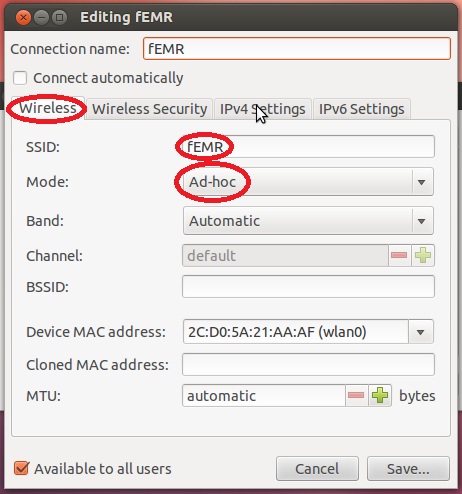 Editing fEMR
Connection name: fEMR
Connect automatically
Wireless Wireless Security IPv4 Settings IPv6 Settings
SSID: fEMR
Mode: Ad-hoc
Band: Automatic
Channel: default
BSSID:
Device MAC address: 2C:D0:5A:21:AA:AF (wlan0)
Cloned MAC address:
MTU: automatic bytes
Available to all users Cancel Save...